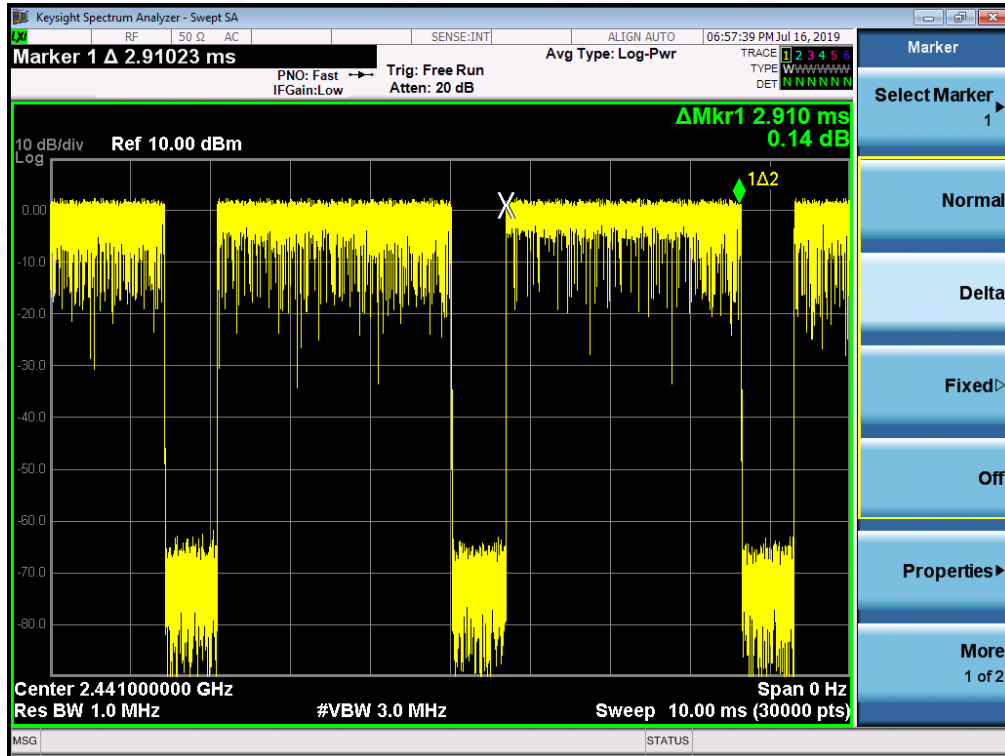 Keysight Spectrum Analyzer - Swept SA
LXI RF 50 Ω AC SENSE:INT ALIGN AUTO 06:57:39 PM Jul 16, 2019
Marker 1 Δ 2.91023 ms
PNO: Fast
IFGain:Low
Trig: Free Run
Atten: 20 dB
Avg Type: Log-Pwr
TRACE 1 2 3 4 5 6
TYPE WWWWWW
DET N N N N N N
ΔMkr1 2.910 ms
0.14 dB
10 dB/div Ref 10.00 dBm
Log
1Δ2
X
0.00
-10.0
-20.0
-30.0
-40.0
-50.0
-60.0
-70.0
-80.0
Center 2.441000000 GHz Span 0 Hz
Res BW 1.0 MHz #VBW 3.0 MHz Sweep 10.00 ms (30000 pts)
MSG STATUS
Marker
Select Marker
1
Normal
Delta
Fixed
Off
Properties
More
1 of 2